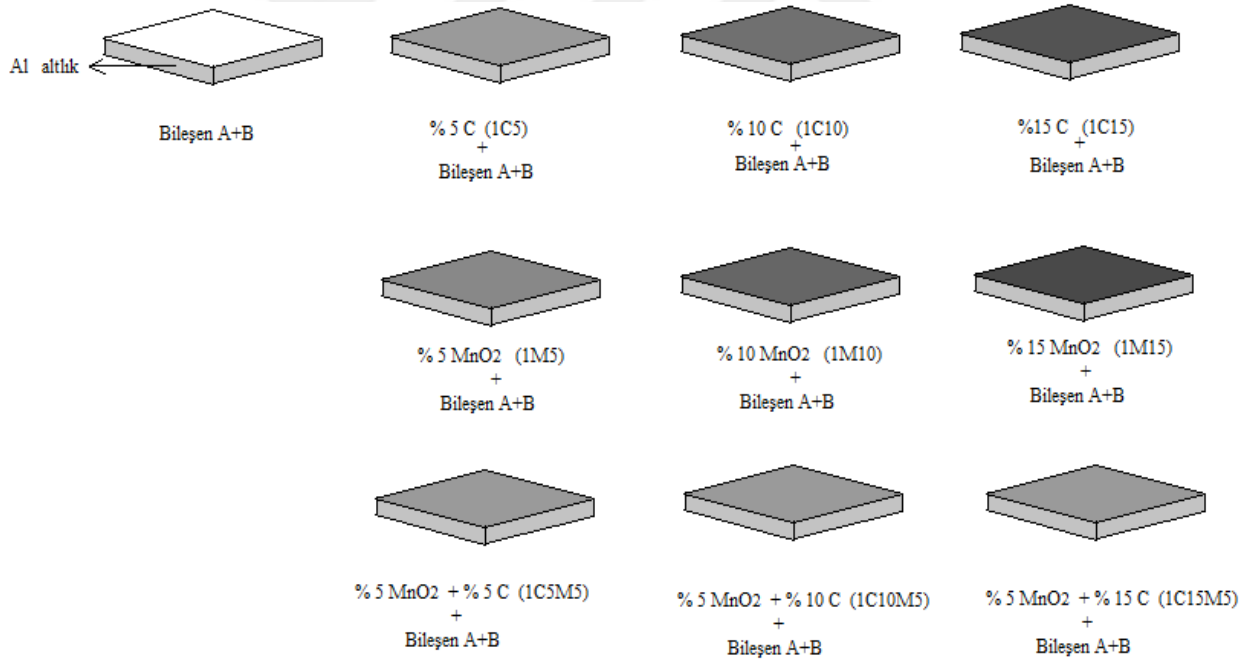 Al altlık
Bileşen A+B
% 5 C (1C5)
+
Bileşen A+B
% 10 C (1C10)
+
Bileşen A+B
%15 C (1C15)
+
Bileşen A+B
% 5 MnO2 (1M5)
+
Bileşen A+B
% 10 MnO2 (1M10)
+
Bileşen A+B
% 15 MnO2 (1M15)
+
Bileşen A+B
% 5 MnO2 + % 5 C (1C5M5)
+
Bileşen A+B
% 5 MnO2 + % 10 C (1C10M5)
+
Bileşen A+B
% 5 MnO2 + % 15 C (1C15M5)
+
Bileşen A+B